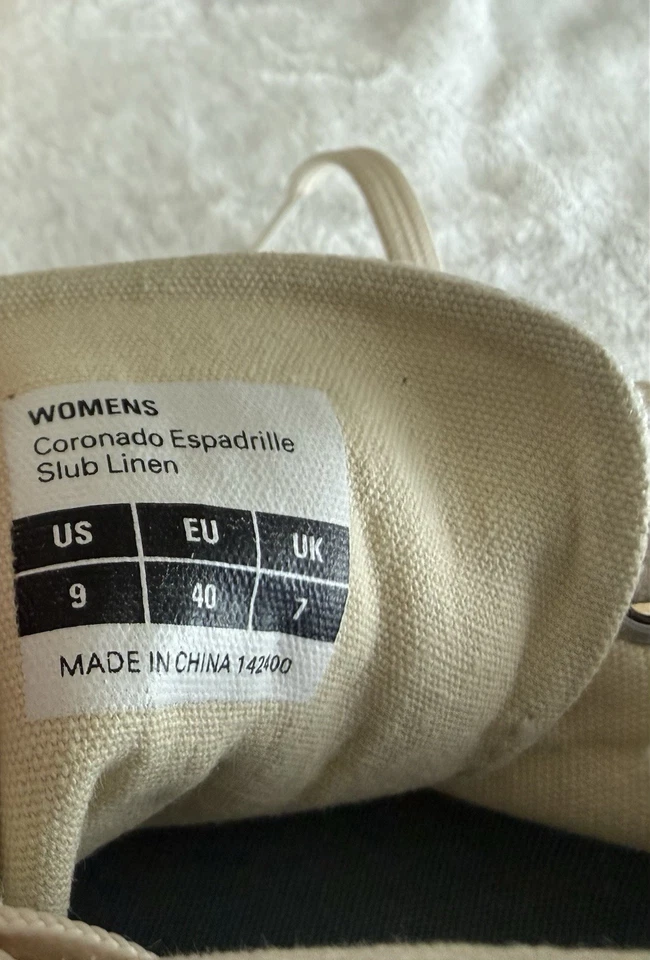 WOMENS
Coronado Espadrille
Slub Linen
US EU UK
9 40 7
MADE IN CHINA 142400